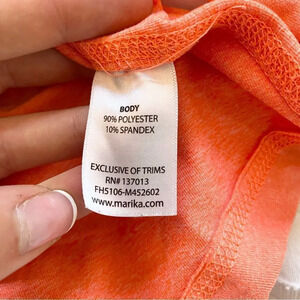 BODY
90% POLYESTER
10% SPANDEX
EXCLUSIVE OF TRIMS
RN# 137013
FH5106-M452602
www.marika.com